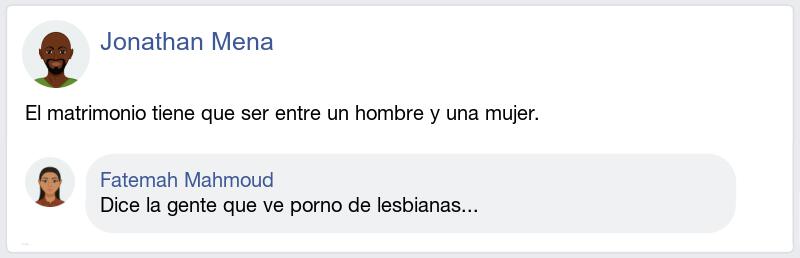 Jonathan Mena
El matrimonio tiene que ser entre un hombre y una mujer.
Fatemah Mahmoud
Dice la gente que ve porno de lesbianas...